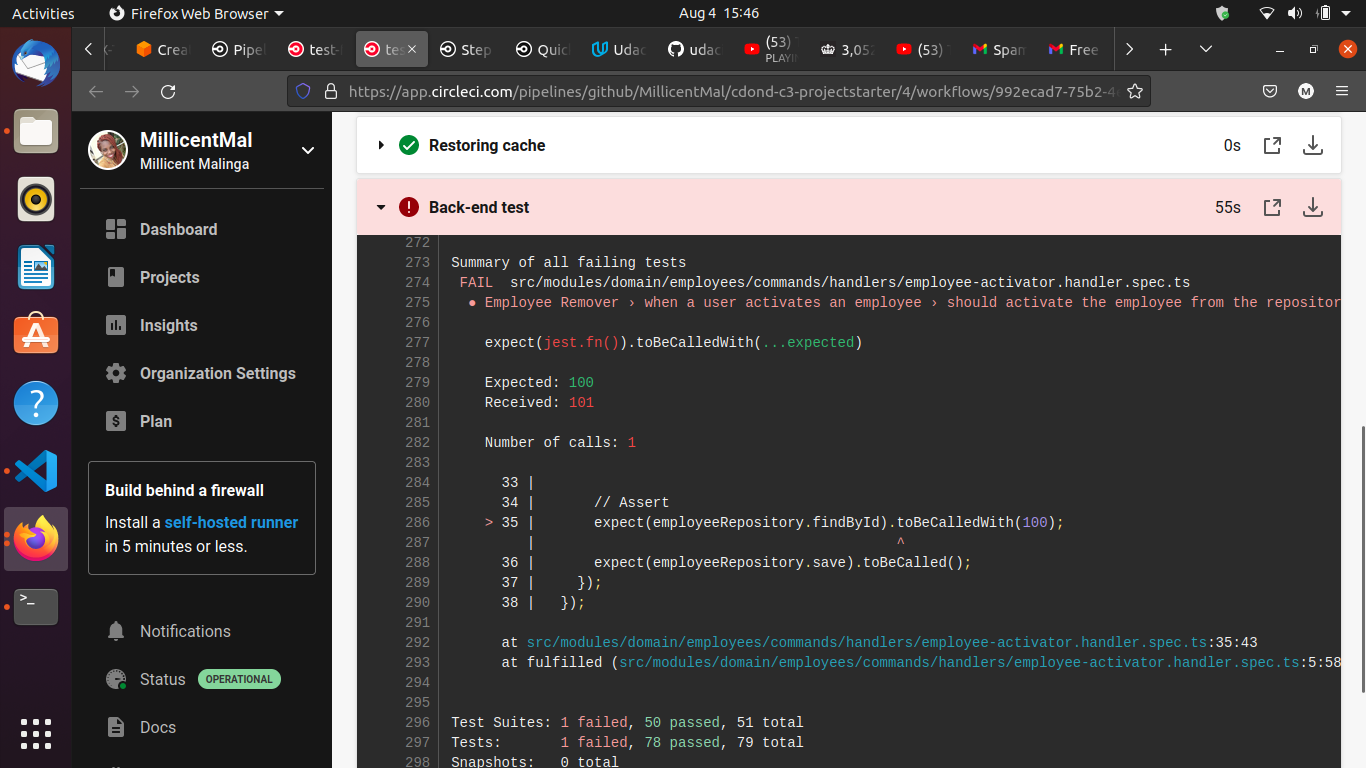 Activities
Firefox Web Browser
Aug 4 15:46
Crea
Pipel
test-
tes
Step
Quic
Udac
udac
(53)
PLAYI
3,052
(53)
Spam
Free
https://app.circleci.com/pipelines/github/MillicentMal/cdond-c3-projectstarter/4/workflows/992ecad7-75b2-4
M
MillicentMal
Millicent Malinga
Dashboard
Projects
Insights
Organization Settings
Plan
Build behind a firewall
Install a self-hosted runner
in 5 minutes or less.
Notifications
Status OPERATIONAL
Docs
Restoring cache 0s
Back-end test 55s
272
273 Summary of all failing tests
274 FAIL src/modules/domain/employees/commands/handlers/employee-activator.handler.spec.ts
275 ● Employee Remover › when a user activates an employee › should activate the employee from the repositor
276
277 expect(jest.fn()).toBeCalledWith(...expected)
278
279 Expected: 100
280 Received: 101
281
282 Number of calls: 1
283
284 33 |
285 34 | // Assert
286 > 35 | expect(employeeRepository.findById).toBeCalledWith(100);
287 | ^
288 36 | expect(employeeRepository.save).toBeCalled();
289 37 | });
290 38 | });
291
292 at src/modules/domain/employees/commands/handlers/employee-activator.handler.spec.ts:35:43
293 at fulfilled (src/modules/domain/employees/commands/handlers/employee-activator.handler.spec.ts:5:58
294
295
296 Test Suites: 1 failed, 50 passed, 51 total
297 Tests: 1 failed, 78 passed, 79 total
298 Snapshots: 0 total